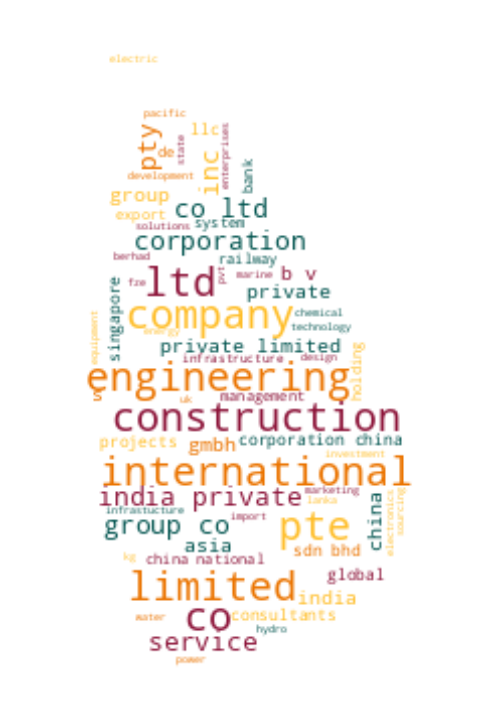 electric
pacific
pty
de
state
llc
inc
enterprises
bank
development
group
export
co ltd
solutions
system
corporation
berhad
railway
fze
ltd
pvt
marine
b v
private
singapore
equipment
company
energy
chemical
technology
private limited
infrastructure
design
holding
engineering
s
uk
management
construction
projects
gmbh
corporation china
investment
international
india private
marketing
lanka
infrastucture
group co
import
pte
china
electronics
sourcing
asia
sdn bhd
kg
china national
global
limited
india
water
co
consultants
hydro
service
power